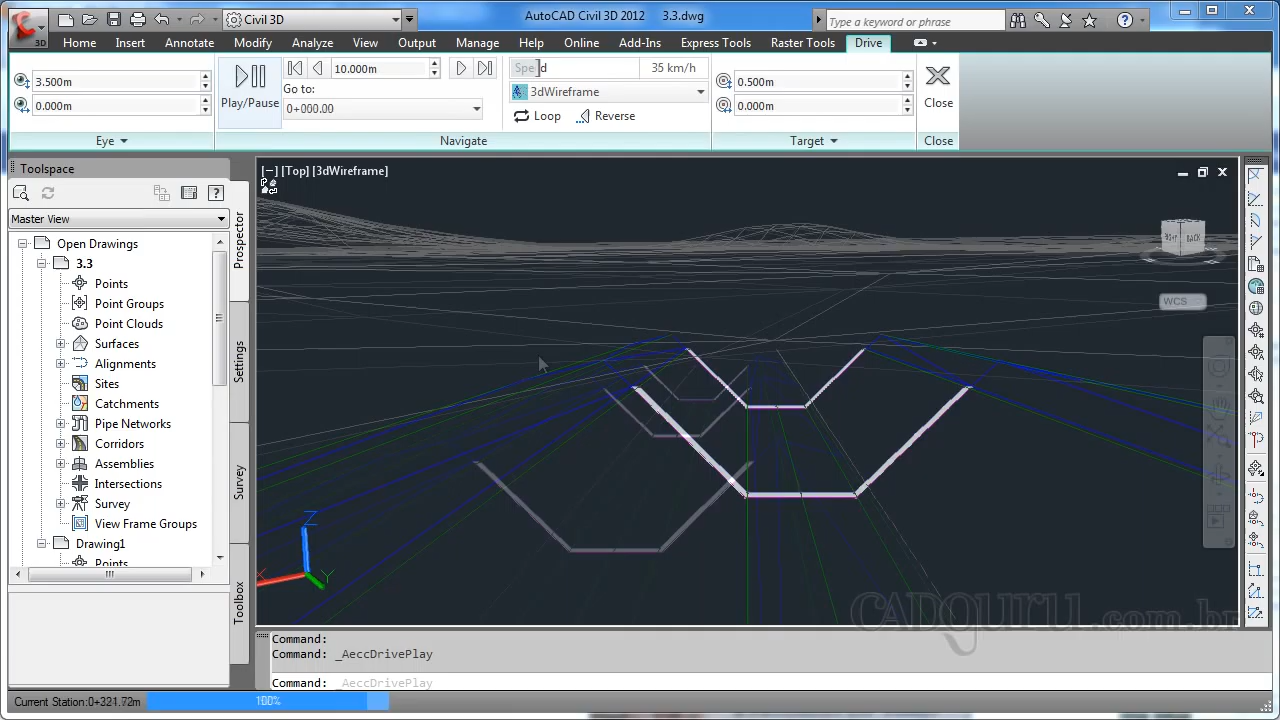 Civil 3D
AutoCAD Civil 3D 2012 3.3.dwg
Type a keyword or phrase
3D
Home Insert Annotate Modify Analyze View Output Manage Help Online Add-Ins Express Tools Raster Tools Drive
3.500m
0.000m
Eye
Play/Pause
10.000m
Go to:
0+000.00
Speed
35 km/h
3dWireframe
Loop
Reverse
Navigate
0.500m
0.000m
Target
Close
Close
Toolspace
Master View
Open Drawings
3.3
Points
Point Groups
Point Clouds
Surfaces
Alignments
Sites
Catchments
Pipe Networks
Corridors
Assemblies
Intersections
Survey
View Frame Groups
Drawing1
Points
Prospector
Settings
Survey
Toolbox
[−] [Top] [3dWireframe]
RIGHT
BACK
WCS
Z
X
Y
CADGURU.com.br
Command:
Command: _AeccDrivePlay
Command: _AeccDrivePlay
Current Station:0+321.72m
100%